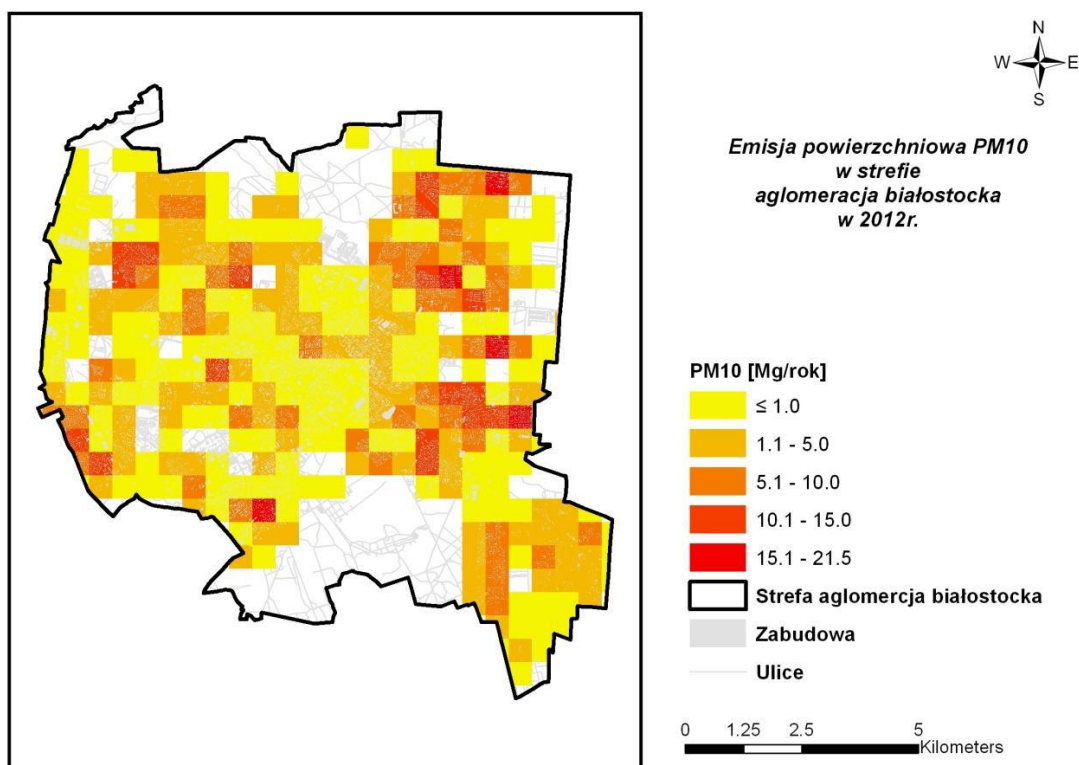 N
W E
S
Emisja powierzchniowa PM10
w strefie
aglomeracja białostocka
w 2012r.
PM10 [Mg/rok]
≤ 1.0
1.1 - 5.0
5.1 - 10.0
10.1 - 15.0
15.1 - 21.5
Strefa aglomercja białostocka
Zabudowa
Ulice
0 1.25 2.5 5
Kilometers